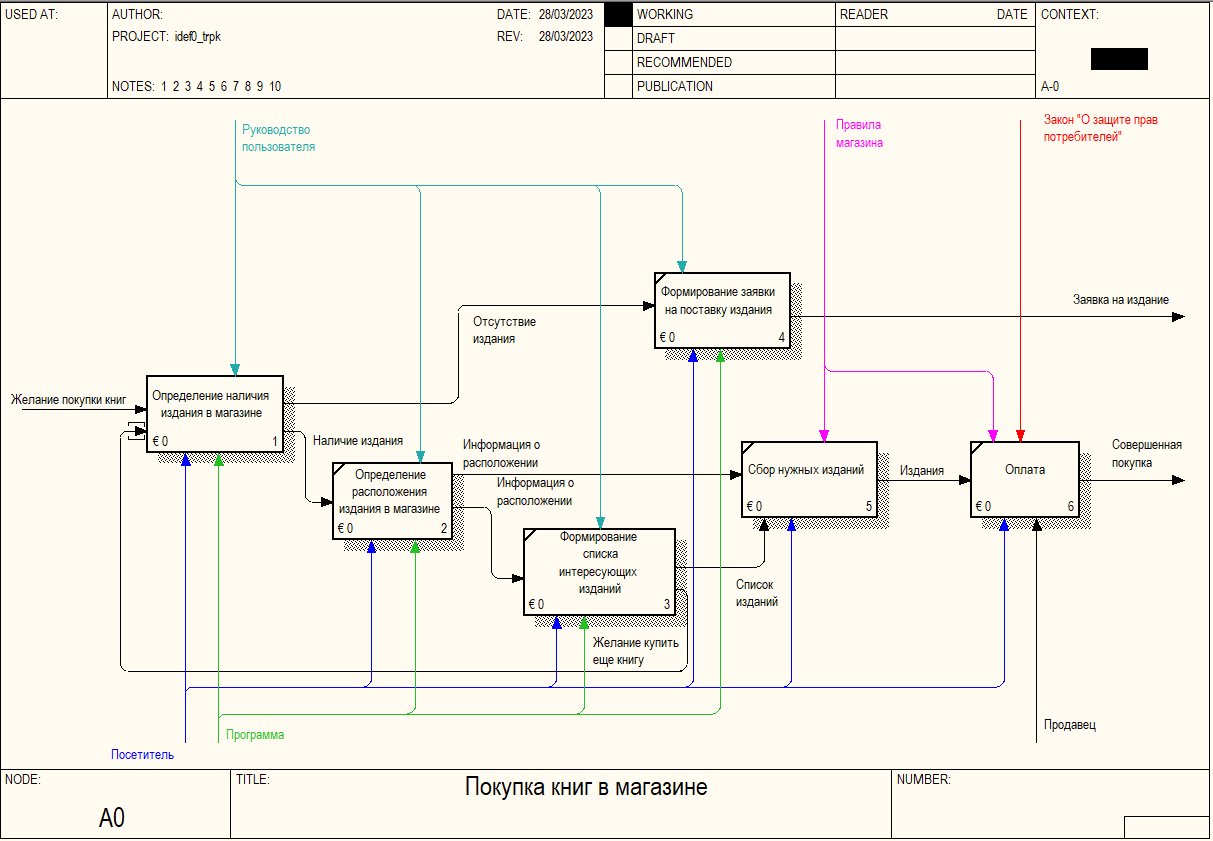 USED AT:
AUTHOR:
DATE: 28/03/2023
PROJECT: idef0_trpk
REV: 28/03/2023
NOTES: 1 2 3 4 5 6 7 8 9 10
WORKING
DRAFT
RECOMMENDED
PUBLICATION
READER
DATE
CONTEXT:
A-0
Руководство
пользователя
Правила
магазина
Закон "О защите прав
потребителей"
Формирование заявки
на поставку издания
€ 0
4
Заявка на издание
Отсутствие
издания
Желание покупки книг
Определение наличия
издания в магазине
€ 0
1
Наличие издания
Информация о
расположении
Определение
расположения
издания в магазине
€ 0
2
Информация о
расположении
Сбор нужных изданий
€ 0
5
Издания
Оплата
€ 0
6
Совершенная
покупка
Формирование
списка
интересующих
изданий
€ 0
3
Список
изданий
Желание купить
еще книгу
Продавец
Программа
Посетитель
NODE:
A0
TITLE:
Покупка книг в магазине
NUMBER: